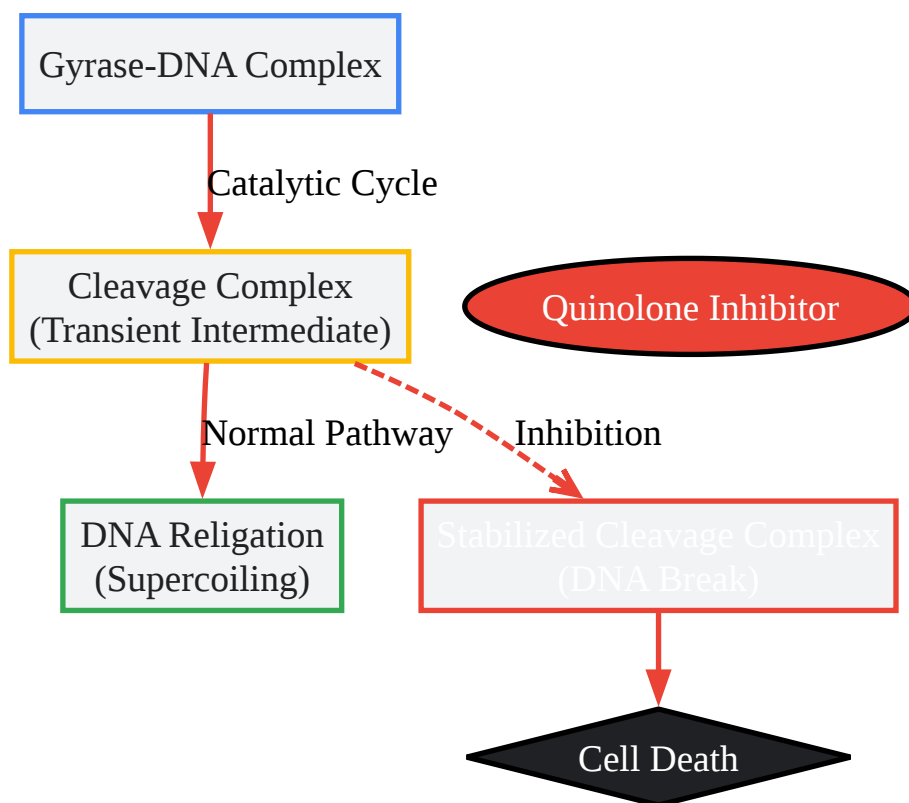 Gyrase-DNA Complex
Catalytic Cycle
Cleavage Complex
(Transient Intermediate)
Quinolone Inhibitor
Normal Pathway
Inhibition
DNA Religation
(Supercoiling)
Stabilized Cleavage Complex
(DNA Break)
Cell Death